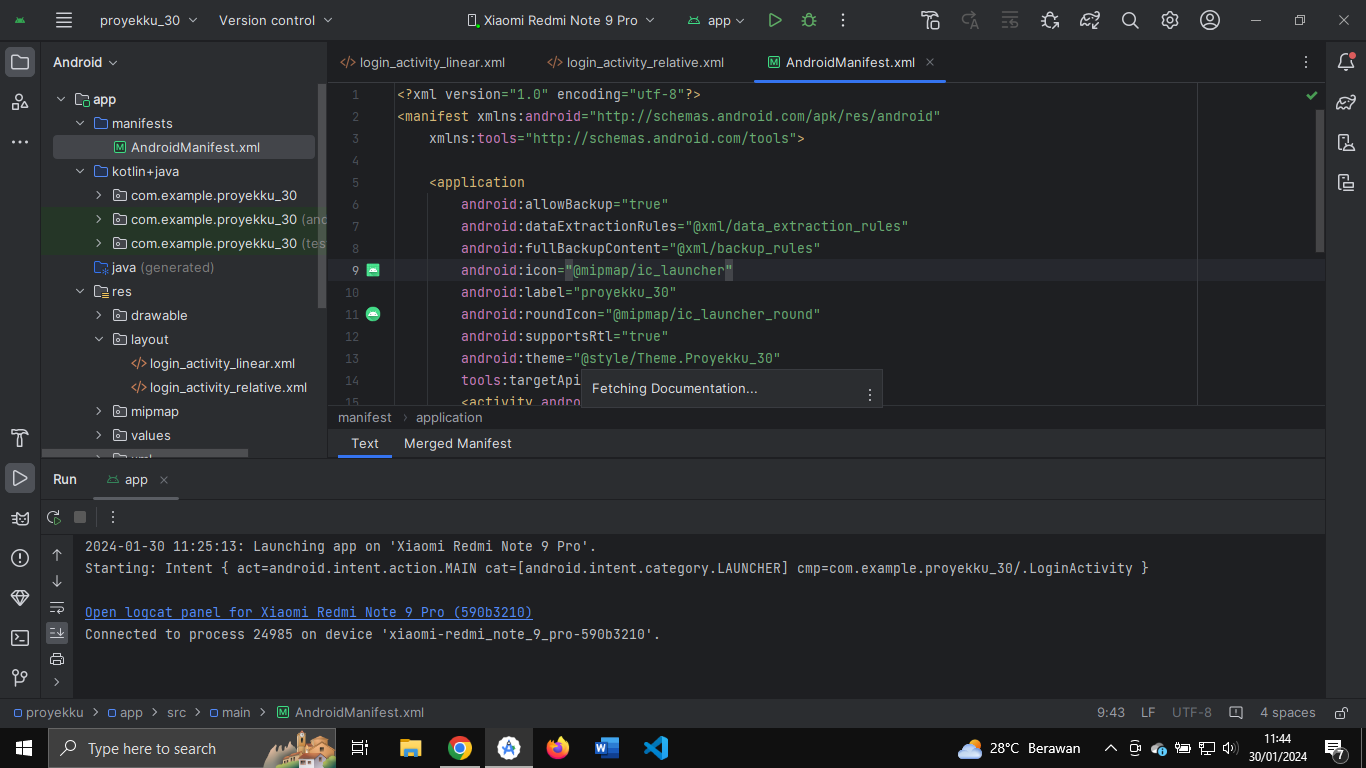 proyekku_30
Version control
Xiaomi Redmi Note 9 Pro
app
Android
app
manifests
AndroidManifest.xml
kotlin+java
com.example.proyekku_30
com.example.proyekku_30 (and
com.example.proyekku_30 (tes
java (generated)
res
drawable
layout
login_activity_linear.xml
login_activity_relative.xml
mipmap
values
login_activity_linear.xml
login_activity_relative.xml
AndroidManifest.xml
1 <?xml version="1.0" encoding="utf-8"?>
2 <manifest xmlns:android="http://schemas.android.com/apk/res/android"
3 xmlns:tools="http://schemas.android.com/tools">
4
5 <application
6 android:allowBackup="true"
7 android:dataExtractionRules="@xml/data_extraction_rules"
8 android:fullBackupContent="@xml/backup_rules"
9 android:icon="@mipmap/ic_launcher"
10 android:label="proyekku_30"
11 android:roundIcon="@mipmap/ic_launcher_round"
12 android:supportsRtl="true"
13 android:theme="@style/Theme.Proyekku_30"
14 tools:targetApi
15 <activity andro
Fetching Documentation...
manifest > application
Text
Merged Manifest
Run
app
2024-01-30 11:25:13: Launching app on 'Xiaomi Redmi Note 9 Pro'.
Starting: Intent { act=android.intent.action.MAIN cat=[android.intent.category.LAUNCHER] cmp=com.example.proyekku_30/.LoginActivity }
Open logcat panel for Xiaomi Redmi Note 9 Pro (590b3210)
Connected to process 24985 on device 'xiaomi-redmi_note_9_pro-590b3210'.
proyekku > app > src > main > AndroidManifest.xml
9:43 LF UTF-8 4 spaces
Type here to search
28°C Berawan
11:44
30/01/2024
7